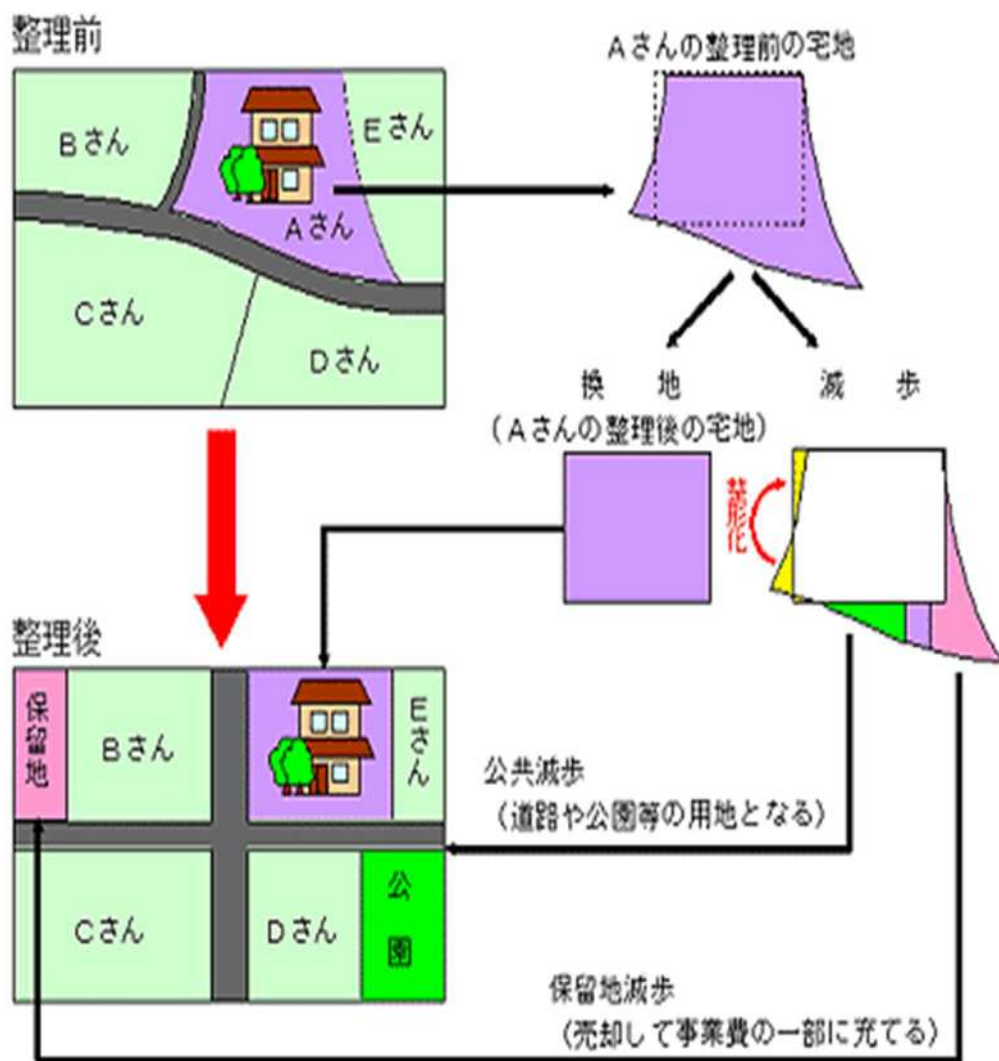 整理前
Aさんの整理前の宅地
Bさん
Eさん
Aさん
Cさん
Dさん
換地
減歩
(Aさんの整理後の宅地)
整形化
整理後
保留地
Bさん
Eさん
公共減歩
(道路や公園等の用地となる)
Cさん
Dさん
公園
保留地減歩
(売却して事業費の一部に充てる)